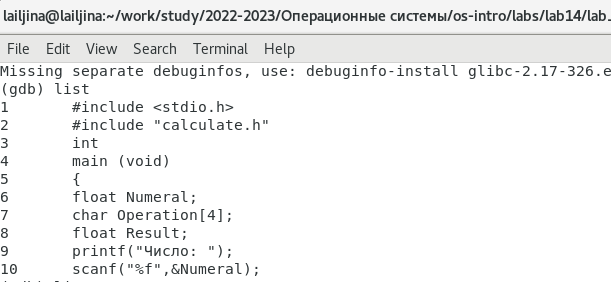 lailjina@lailjina:~/work/study/2022-2023/Операционные системы/os-intro/labs/lab14/lab_
File Edit View Search Terminal Help
Missing separate debuginfos, use: debuginfo-install glibc-2.17-326.e
(gdb) list
1 #include <stdio.h>
2 #include "calculate.h"
3 int
4 main (void)
5 {
6 float Numeral;
7 char Operation[4];
8 float Result;
9 printf("Число: ");
10 scanf("%f",&Numeral);